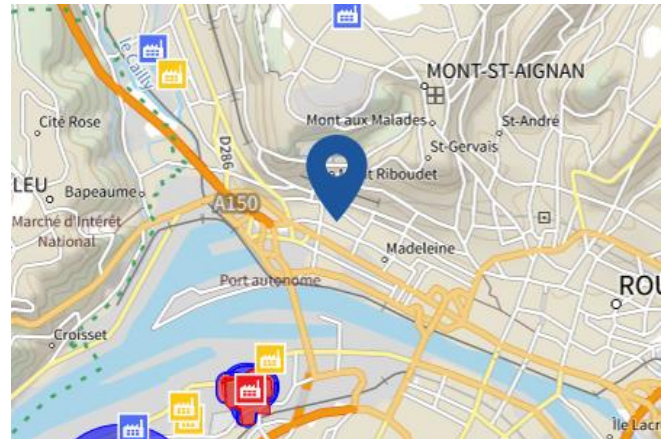 le Cailly
MONT-ST-AIGNAN
Cité Rose
Mont aux Malades
St-André
D286
St-Gervais
Riboudet
LEU
Bapeaume
A150
Marché d'Intérêt
National
Madeleine
Port autonome
ROU
Croisset
Île Lacr